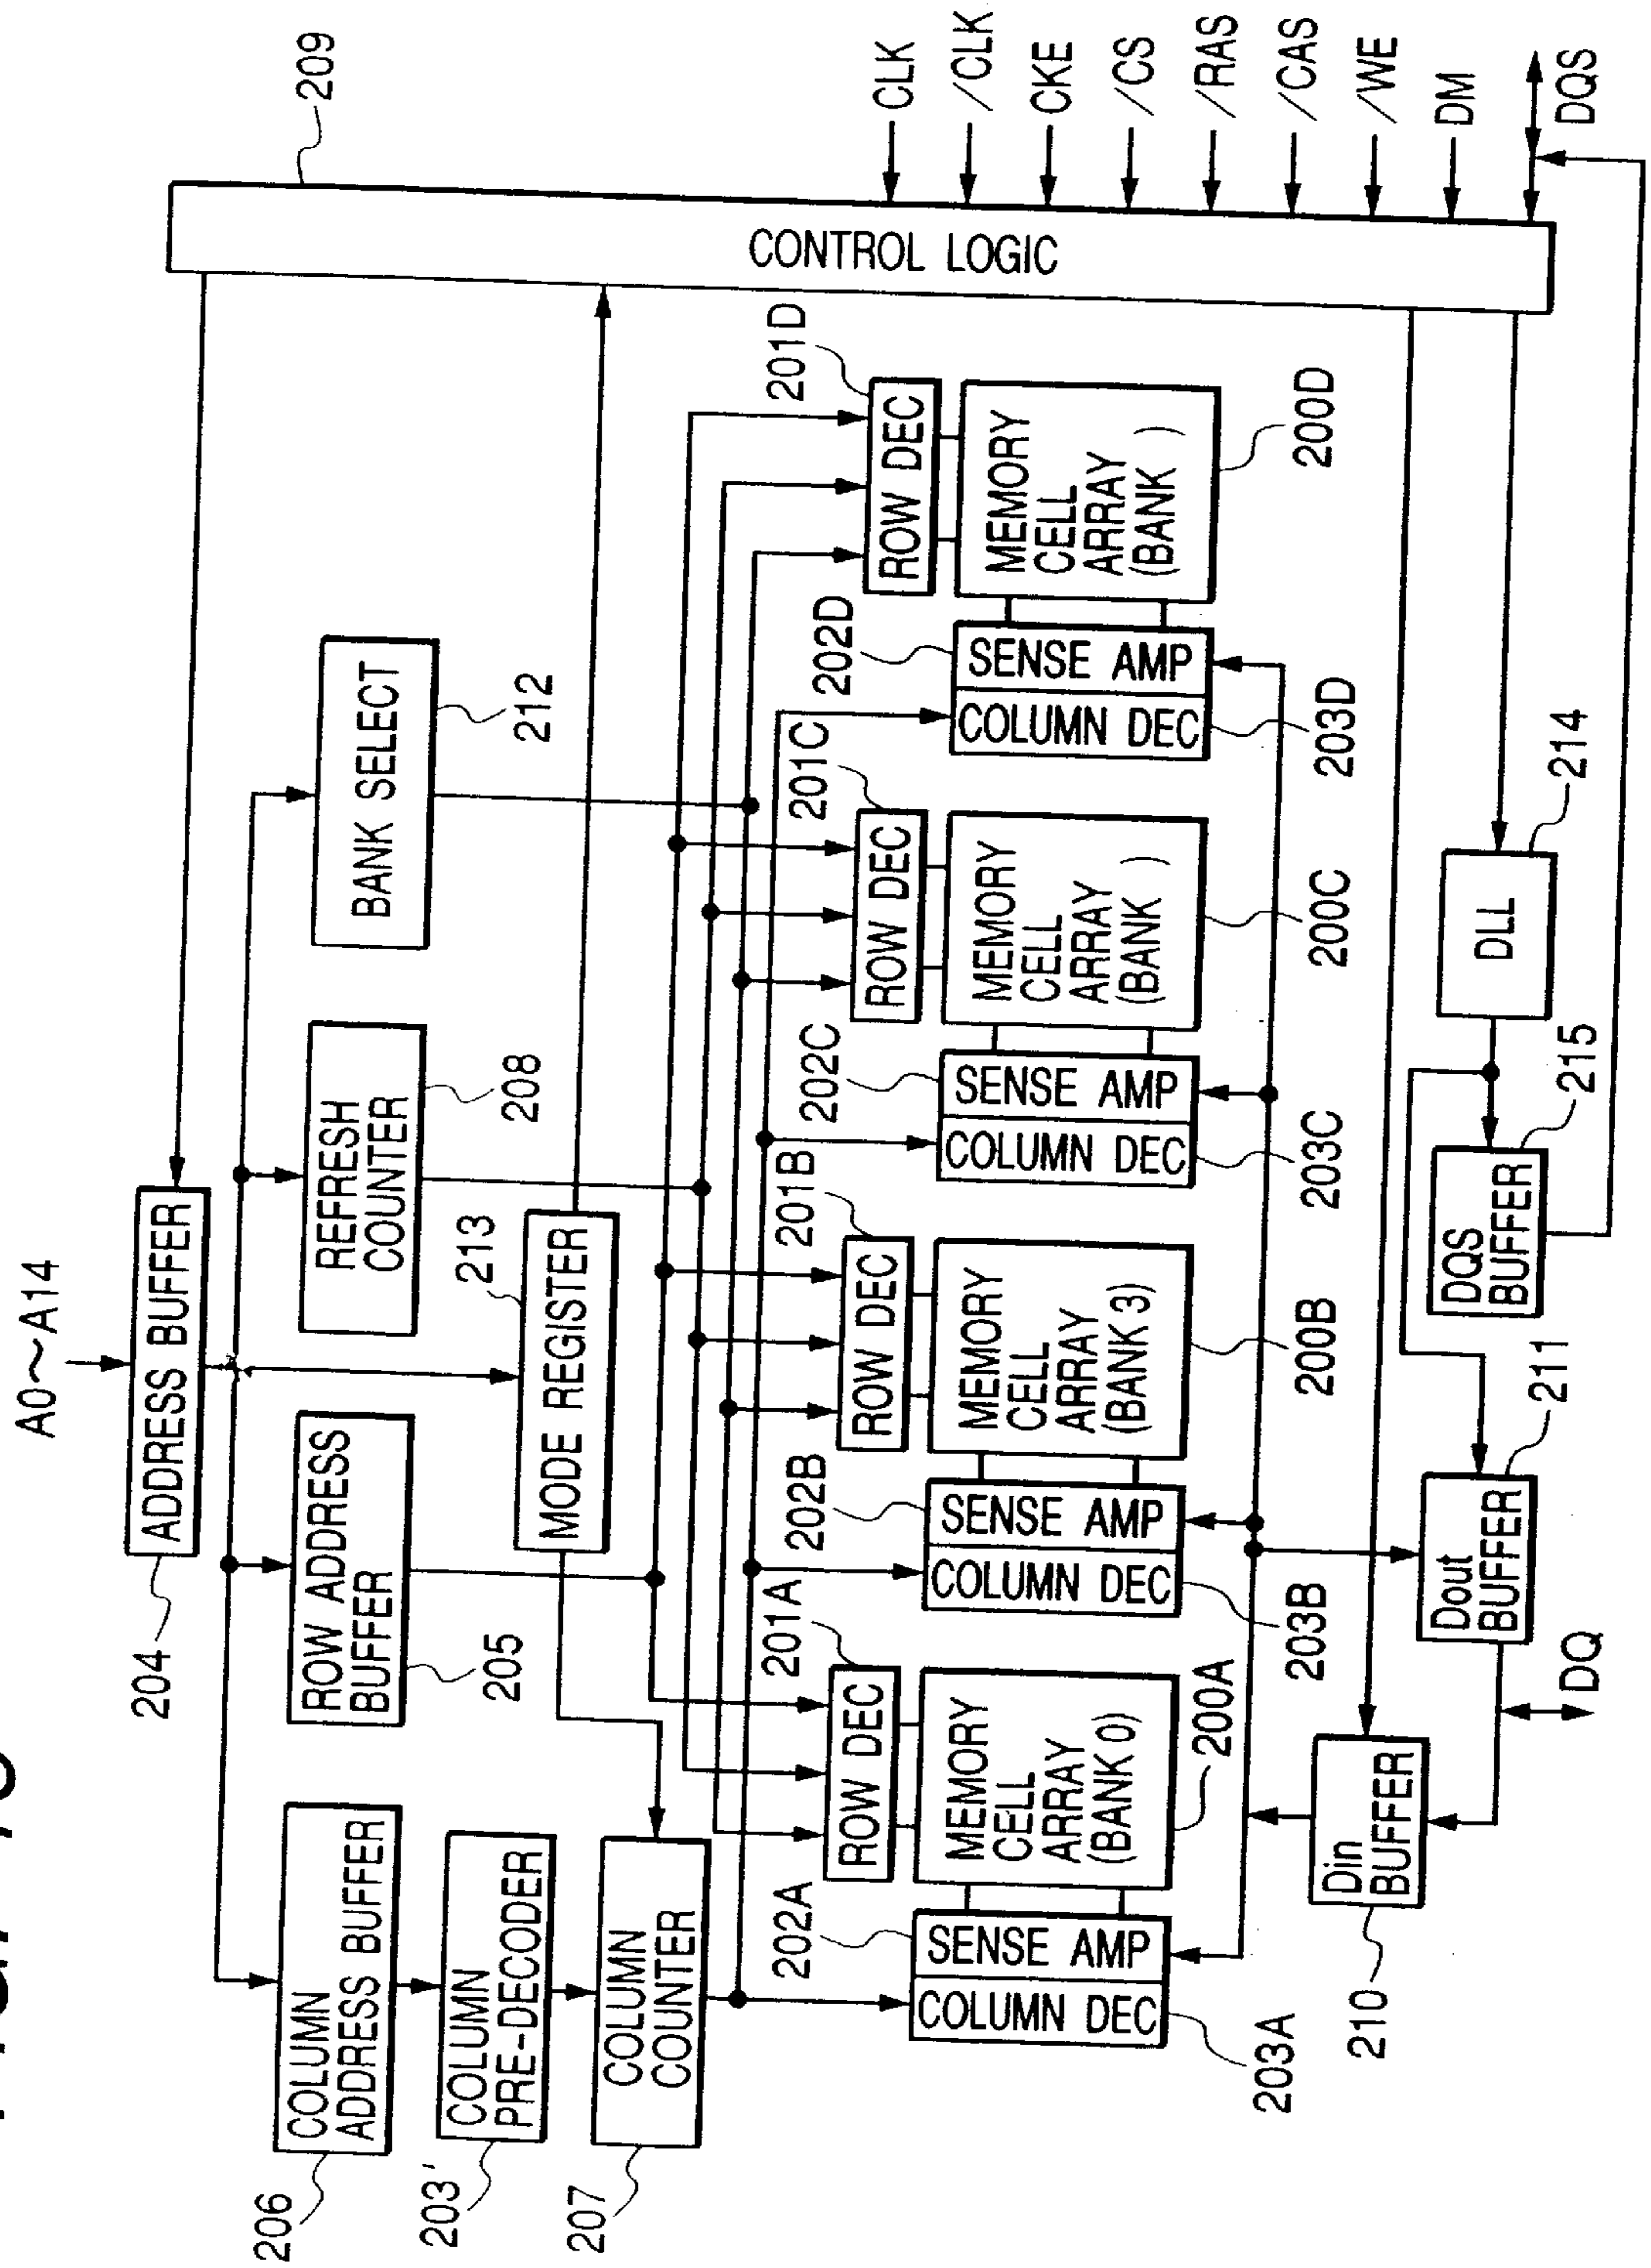 A0~A14
204
ADDRESS BUFFER
209
206
COLUMN
ADDRESS BUFFER
ROW ADDRESS
BUFFER
205
REFRESH
COUNTER
208
BANK SELECT
212
203'
COLUMN
PRE-DECODER
213
MODE REGISTER
207
COLUMN
COUNTER
CONTROL LOGIC
201A
ROW DEC
201B
ROW DEC
201C
ROW DEC
201D
ROW DEC
202A
SENSE AMP
COLUMN DEC
203A
MEMORY
CELL
ARRAY
(BANK 0)
200A
202B
SENSE AMP
COLUMN DEC
203B
MEMORY
CELL
ARRAY
(BANK 3)
200B
202C
SENSE AMP
COLUMN DEC
203C
MEMORY
CELL
ARRAY
(BANK )
200C
202D
SENSE AMP
COLUMN DEC
203D
MEMORY
CELL
ARRAY
(BANK )
200D
CLK
/CLK
CKE
/CS
/RAS
/CAS
/WE
DM
DQS
210
Din
BUFFER
Dout
BUFFER
211
DQ
DQS
BUFFER
215
DLL
214